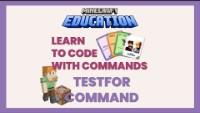 MINECRAFT
EDUCATION
LEARN
TO CODE
WITH COMMANDS
TESTFOR
COMMAND